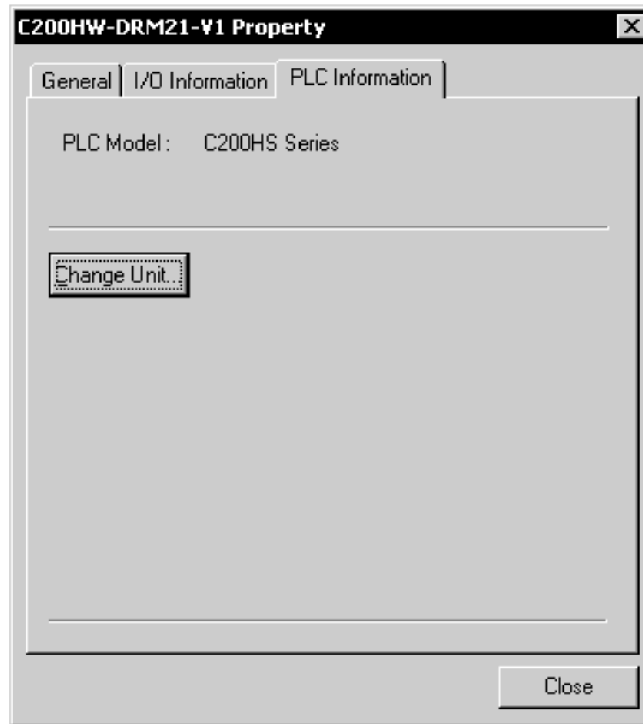 C200HW-DRM21-V1 Property
General I/O Information PLC Information
PLC Model : C200HS Series
Change Unit...
Close